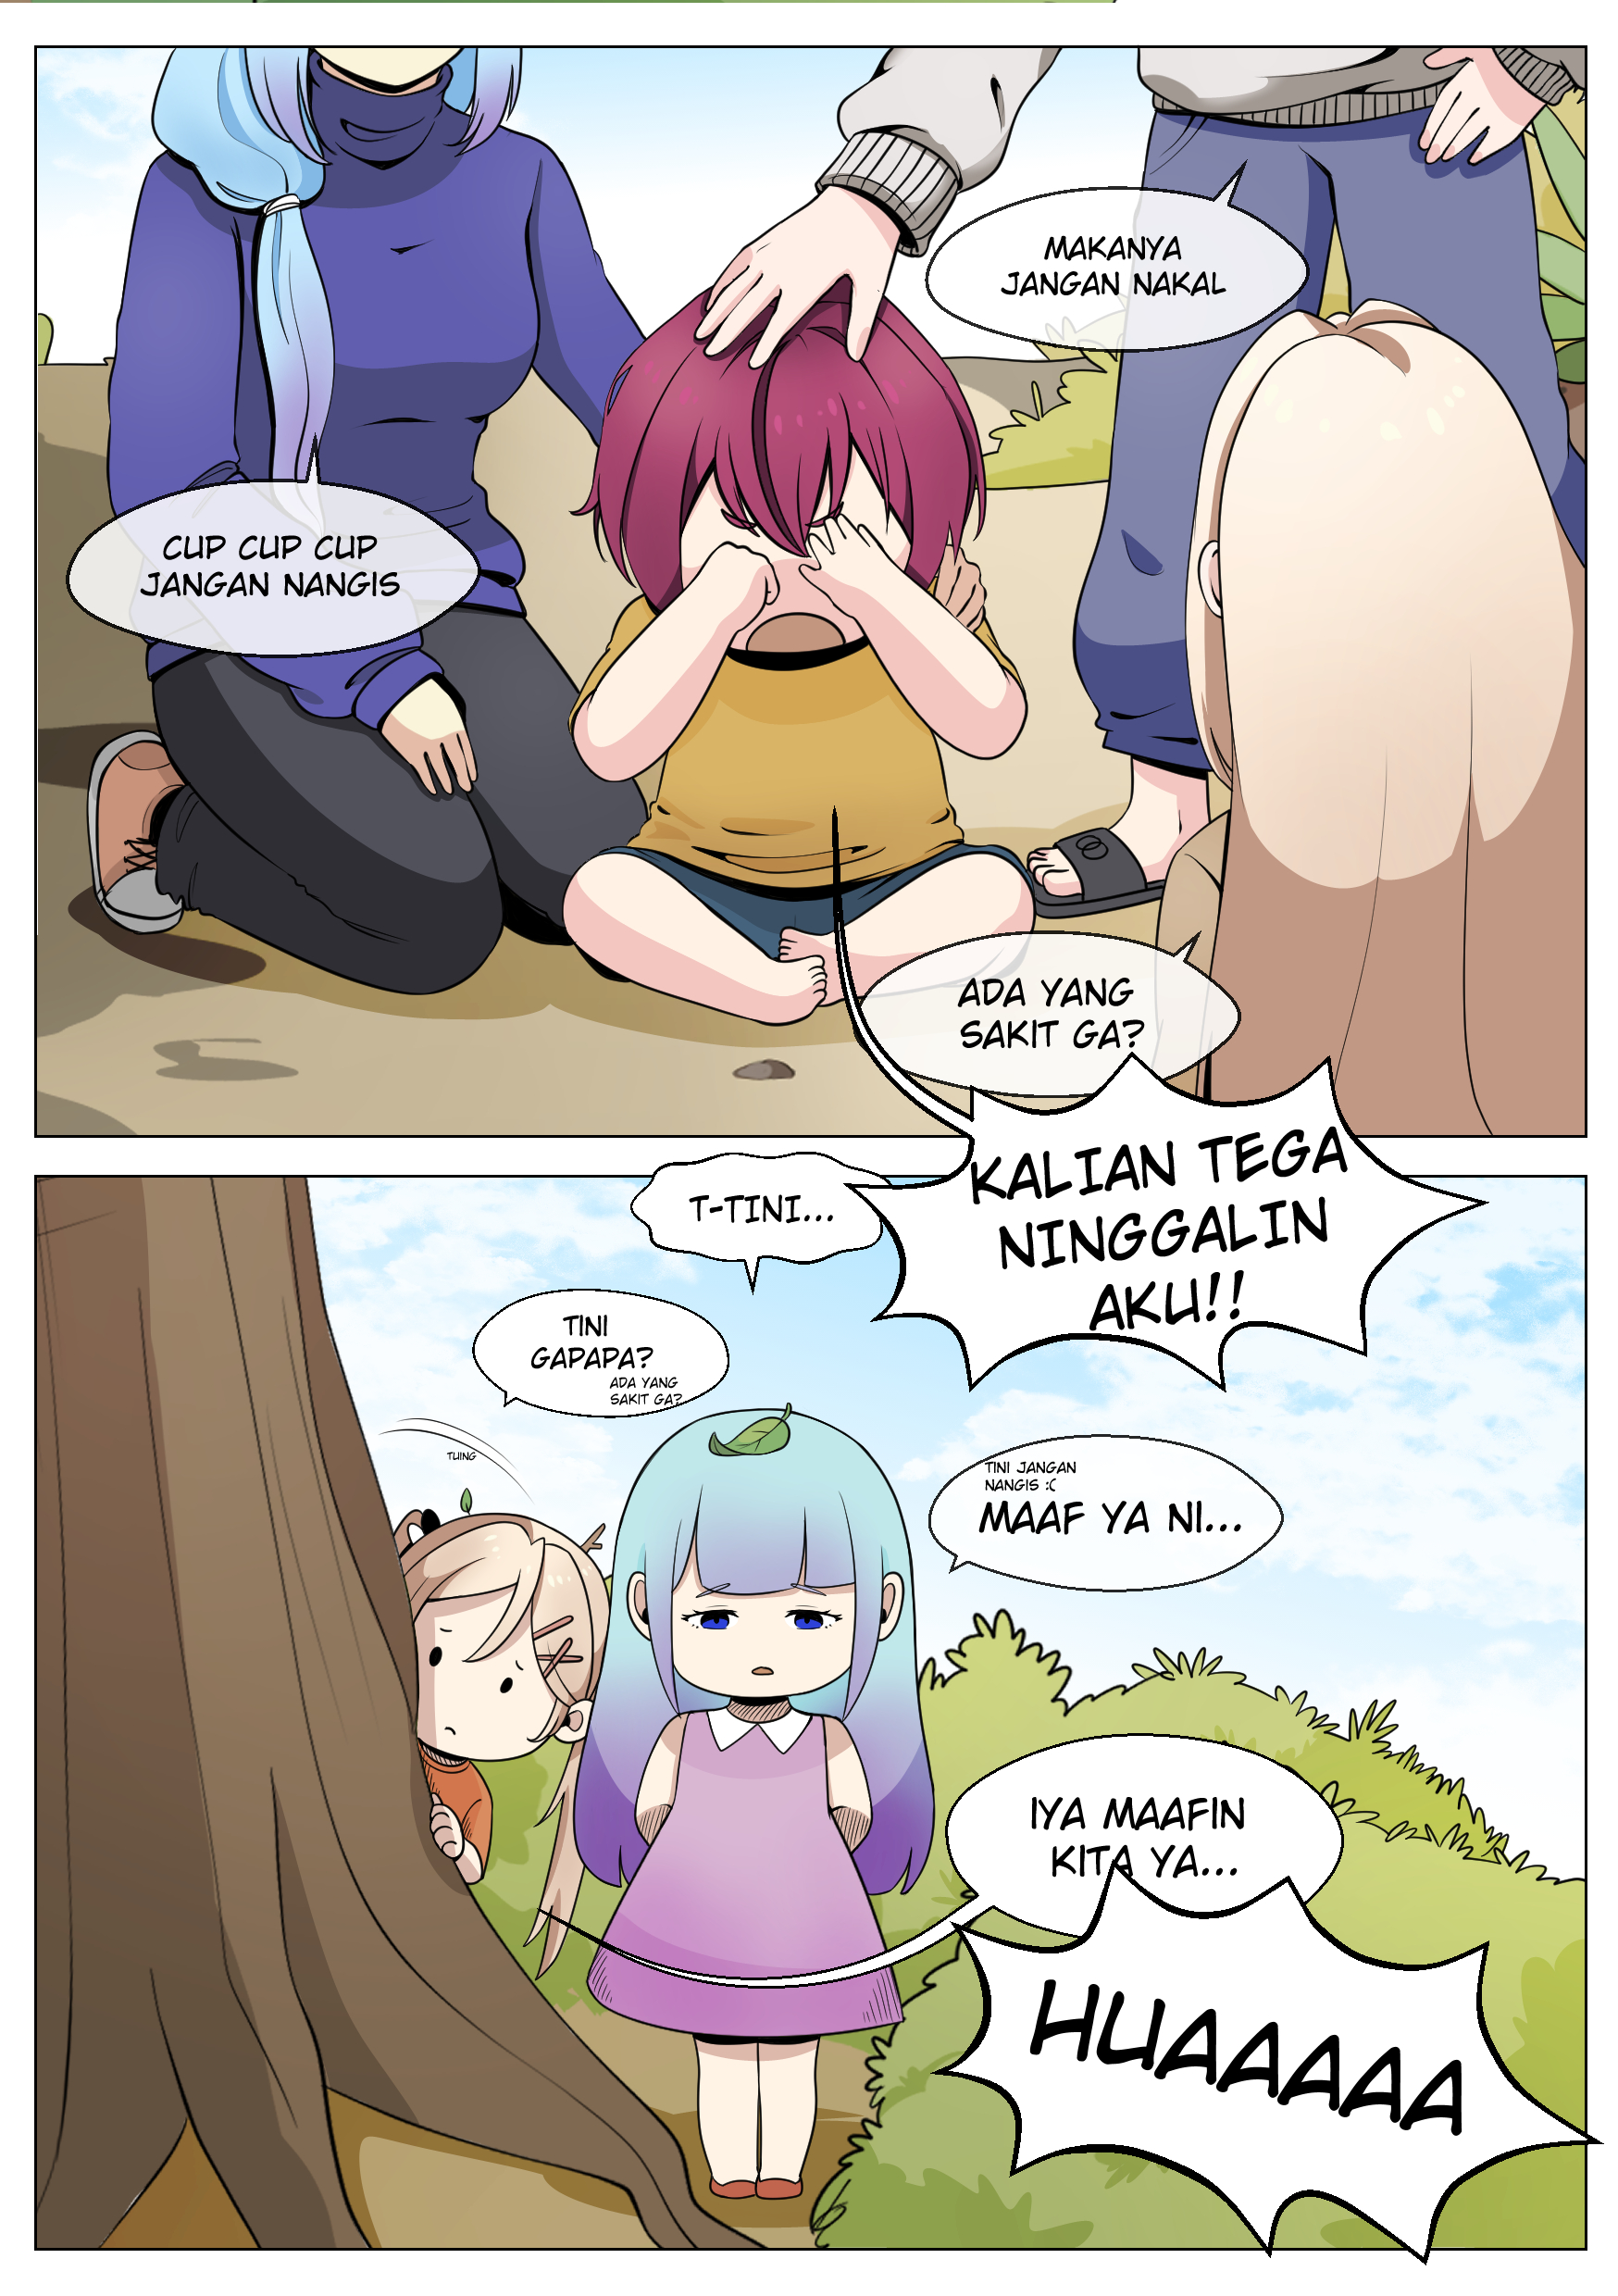 MAKANYA
JANGAN NAKAL
CUP CUP CUP
JANGAN NANGIS
ADA YANG
SAKIT GA?
KALIAN TEGA
NINGGALIN
AKU!!
T-TINI...
TINI
GAPAPA?
ADA YANG
SAKIT GA?
TUING
TINI JANGAN
NANGIS :(
MAAF YA NI...
IYA MAAFIN
KITA YA...
HUAAAAA